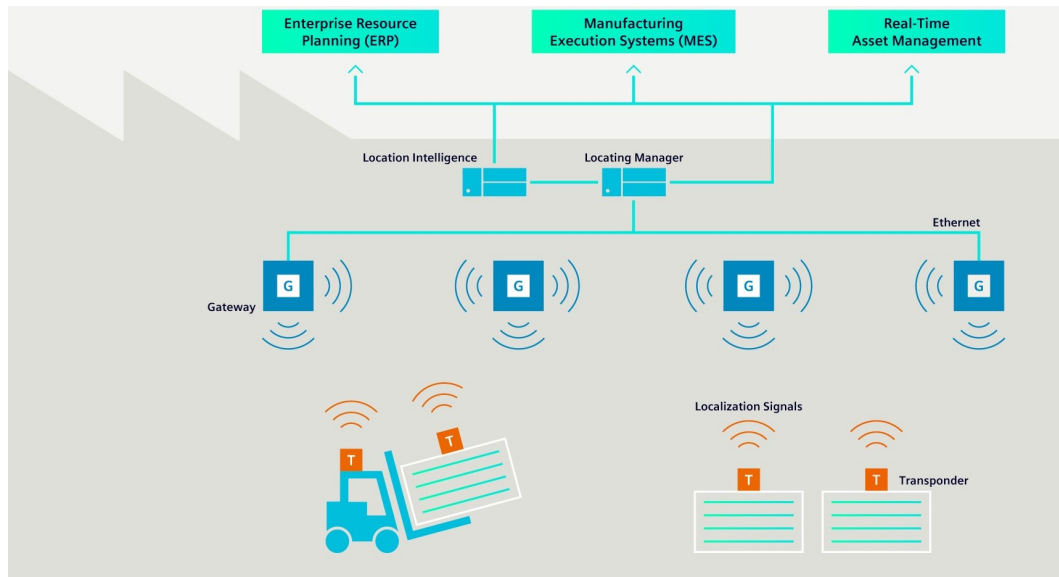 Enterprise Resource
Planning (ERP)
Manufacturing
Execution Systems (MES)
Real-Time
Asset Management
Location Intelligence
Locating Manager
Ethernet
G
G
G
G
Gateway
Localization Signals
T
T
T
T
Transponder